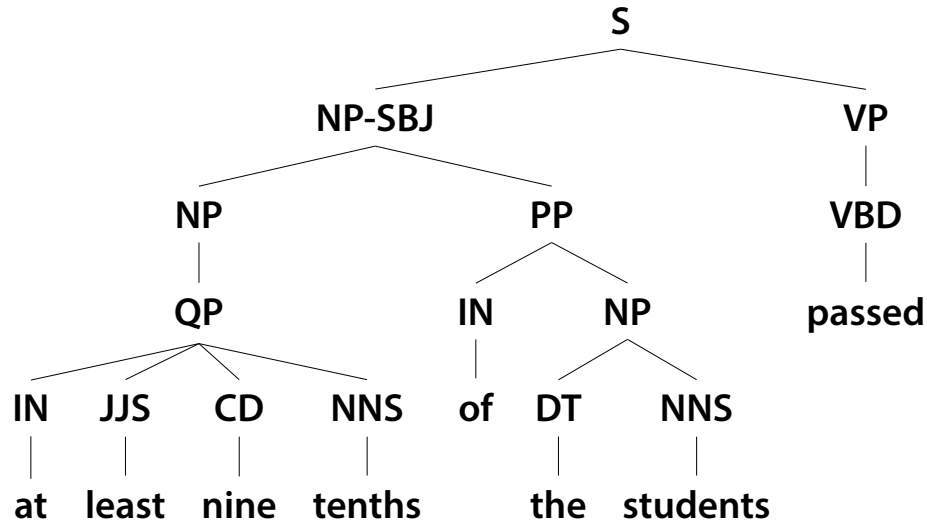 S
NP-SBJ VP
NP PP VBD
QP IN NP passed
IN JJS CD NNS of DT NNS
at least nine tenths the students